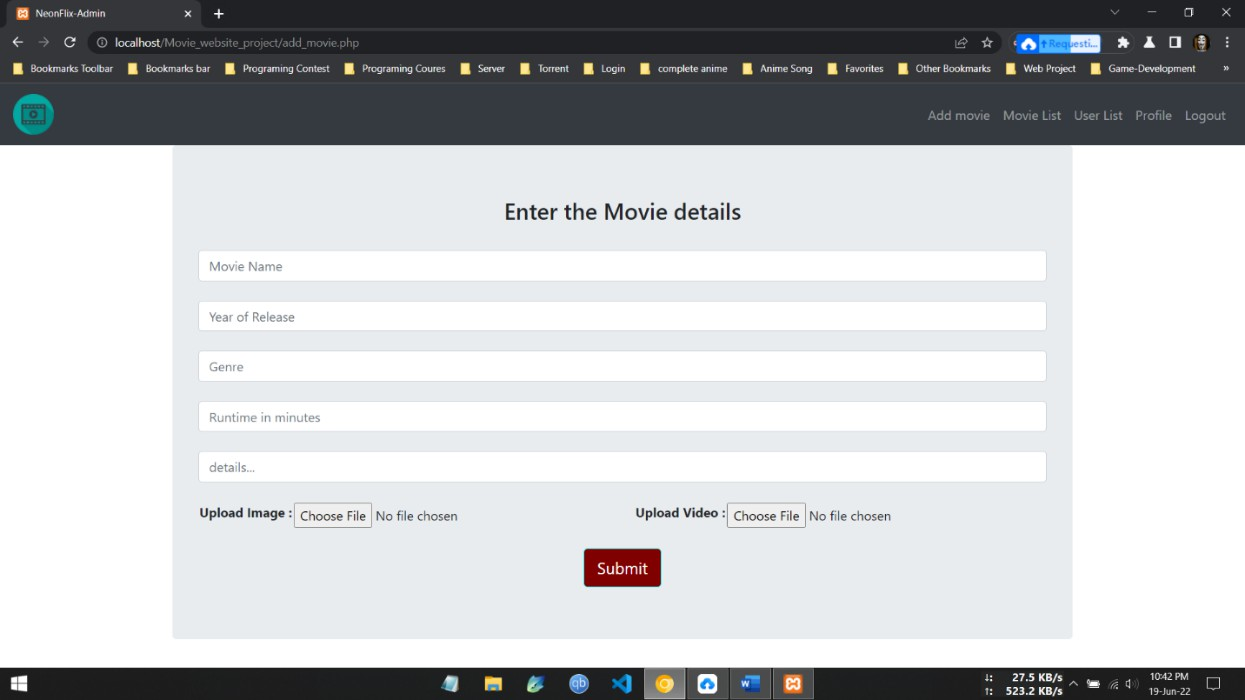 NeonFlix-Admin
localhost/Movie_website_project/add_movie.php
Requesti...
Bookmarks Toolbar Bookmarks bar Programing Contest Programing Coures Server Torrent Login complete anime Anime Song Favorites Other Bookmarks Web Project Game-Development »
Add movie Movie List User List Profile Logout
Enter the Movie details
Movie Name
Year of Release
Genre
Runtime in minutes
details...
Upload Image : Choose File No file chosen Upload Video : Choose File No file chosen
Submit
27.5 KB/s 10:42 PM
523.2 KB/s 19-Jun-22